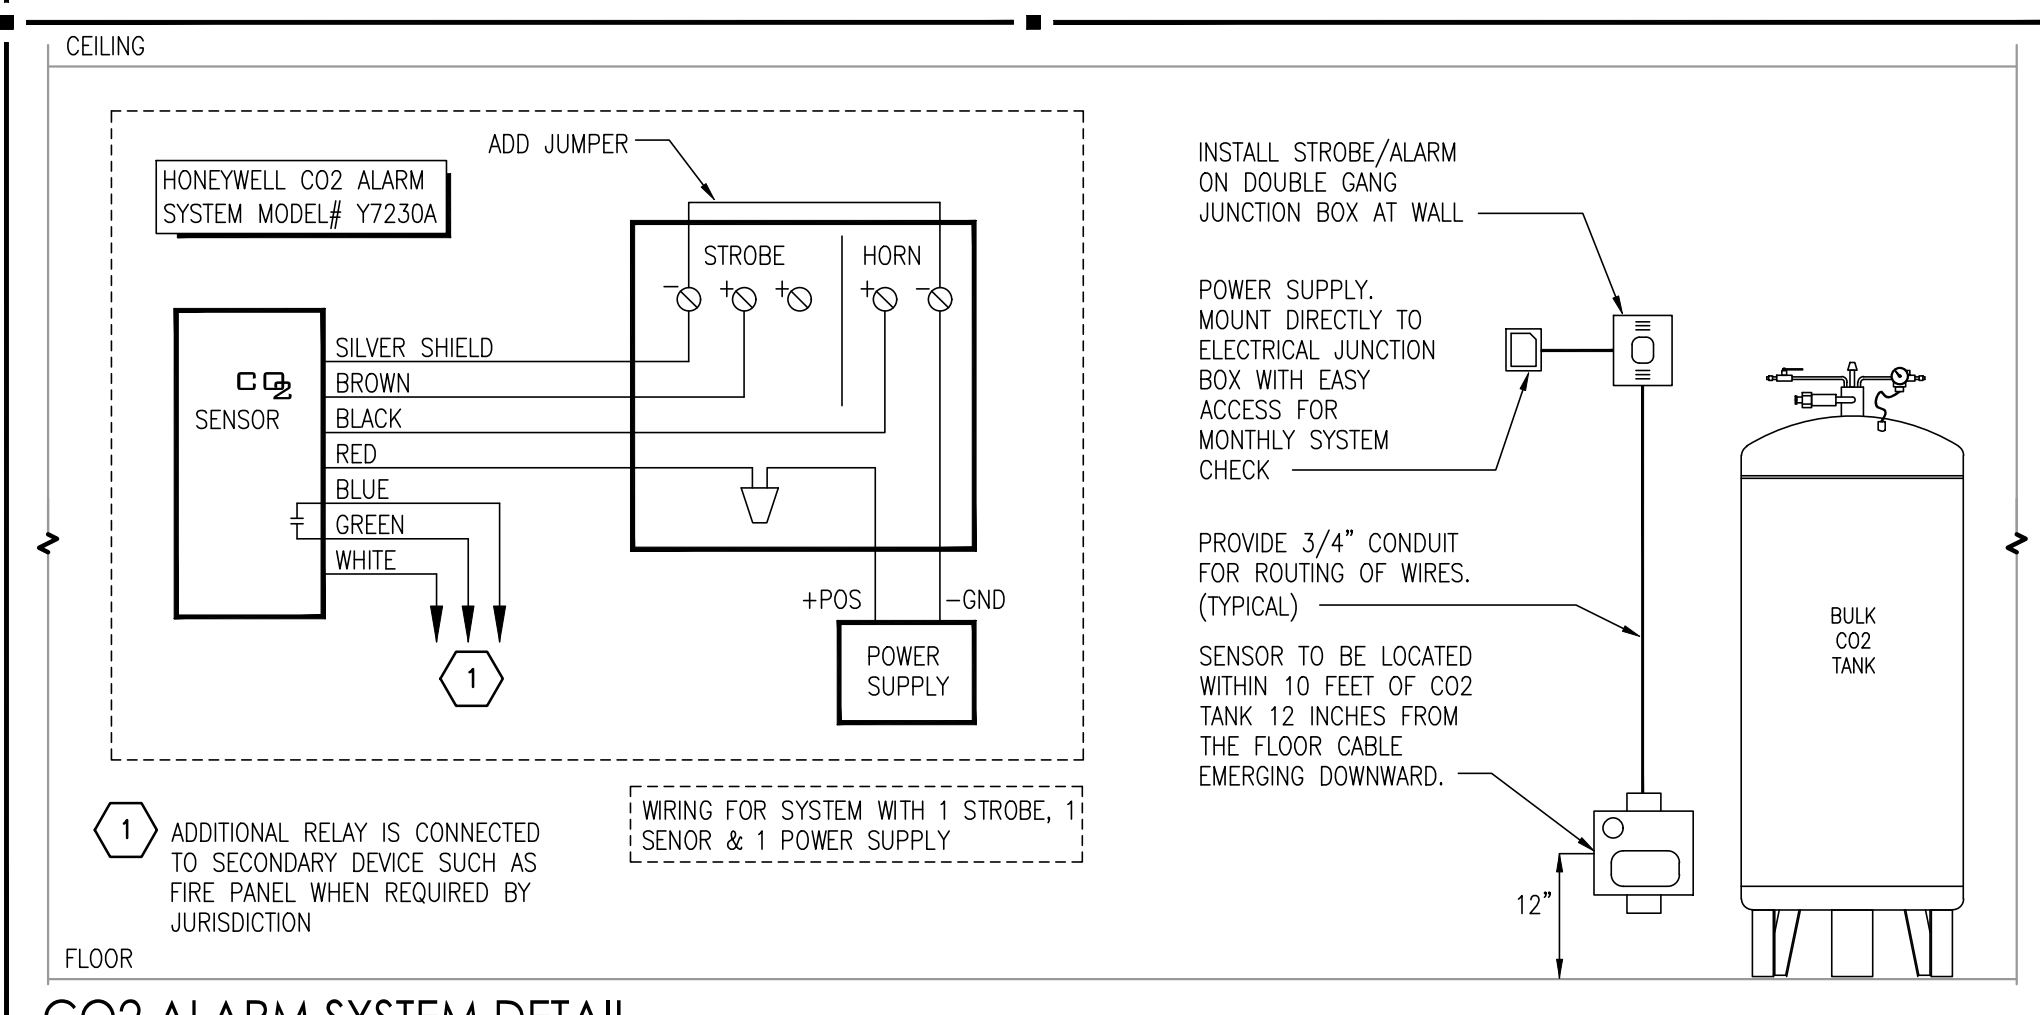 CEILING
ADD JUMPER
HONEYWELL CO2 ALARM
SYSTEM MODEL# Y7230A
STROBE
HORN
− + + + −
SILVER SHIELD
BROWN
BLACK
RED
BLUE
GREEN
WHITE
CO2
SENSOR
+POS
-GND
POWER
SUPPLY
1
WIRING FOR SYSTEM WITH 1 STROBE, 1
SENOR & 1 POWER SUPPLY
1
ADDITIONAL RELAY IS CONNECTED
TO SECONDARY DEVICE SUCH AS
FIRE PANEL WHEN REQUIRED BY
JURISDICTION
INSTALL STROBE/ALARM
ON DOUBLE GANG
JUNCTION BOX AT WALL
POWER SUPPLY.
MOUNT DIRECTLY TO
ELECTRICAL JUNCTION
BOX WITH EASY
ACCESS FOR
MONTHLY SYSTEM
CHECK
PROVIDE 3/4" CONDUIT
FOR ROUTING OF WIRES.
(TYPICAL)
SENSOR TO BE LOCATED
WITHIN 10 FEET OF CO2
TANK 12 INCHES FROM
THE FLOOR CABLE
EMERGING DOWNWARD.
12"
BULK
CO2
TANK
FLOOR
CO2 ALARM SYSTEM DETAIL